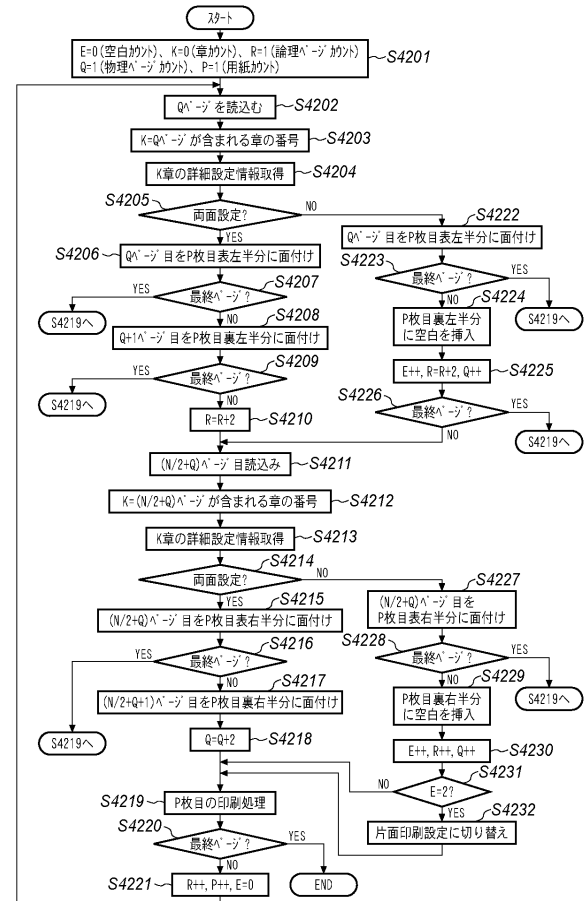 スタート
E=0(空白カウント)、K=0(章カウント)、R=1(論理ページカウント)
Q=1(物理ページカウント)、P=1(用紙カウント)
S4201
Qページを読込む
S4202
K=Qページが含まれる章の番号
S4203
K章の詳細設定情報取得
S4204
S4205
両面設定?
NO
YES
S4222
Qページ目をP枚目表左半分に面付け
S4206
Qページ目をP枚目表左半分に面付け
S4223
最終ページ?
YES
NO
S4219へ
S4207
最終ページ?
YES
NO
S4219へ
S4224
P枚目裏左半分
に空白を挿入
S4208
Q+1ページ目をP枚目裏左半分に面付け
S4225
E++,R=R+2,Q++
S4209
最終ページ?
YES
NO
S4219へ
S4226
最終ページ?
YES
NO
S4219へ
R=R+2
S4210
(N/2+Q)ページ目読込み
S4211
K=(N/2+Q)ページが含まれる章の番号
S4212
K章の詳細設定情報取得
S4213
S4214
両面設定?
NO
YES
S4227
(N/2+Q)ページ目を
P枚目表右半分に面付け
S4215
(N/2+Q)ページ目をP枚目表右半分に面付け
S4228
最終ページ?
YES
NO
S4219へ
S4216
最終ページ?
YES
NO
S4219へ
S4229
P枚目裏右半分
に空白を挿入
S4217
(N/2+Q+1)ページ目をP枚目裏右半分に面付け
Q=Q+2
S4218
E++,R++,Q++
S4230
S4231
E=2?
NO
YES
S4219
P枚目の印刷処理
S4232
片面印刷設定に切り替え
S4220
最終ページ?
YES
NO
S4221
R++,P++,E=0
END